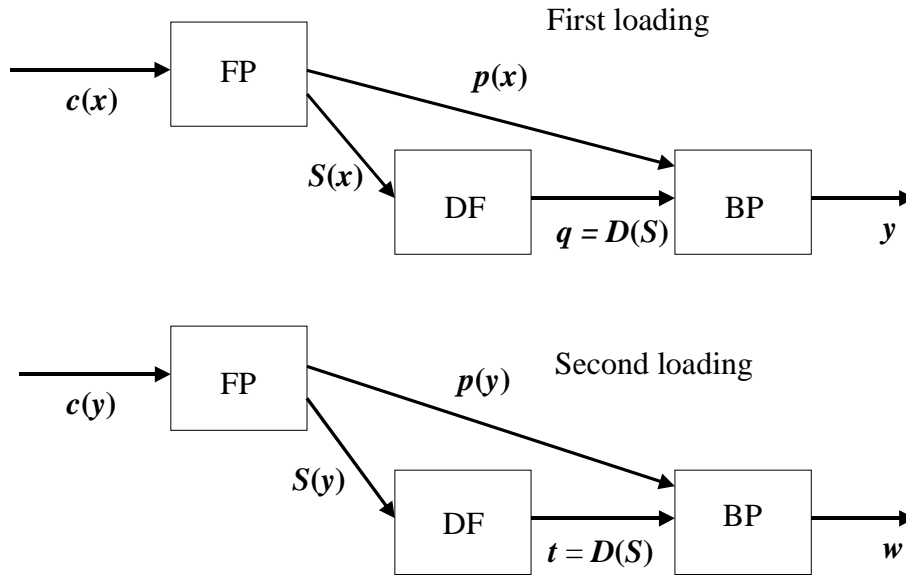 First loading
FP
p(x)
c(x)
S(x)
DF
BP
q = D(S)
y
Second loading
FP
p(y)
c(y)
S(y)
DF
BP
t = D(S)
w